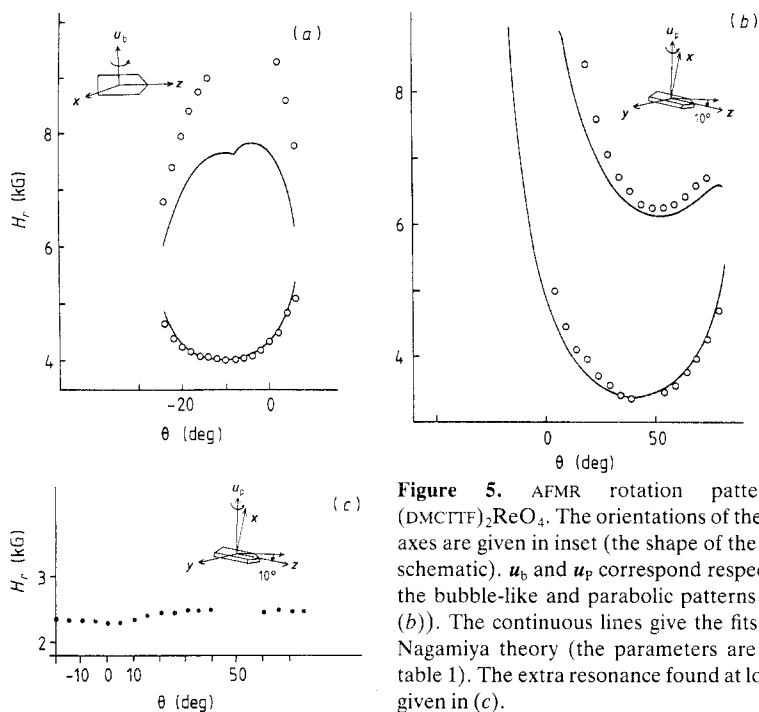 (a)
u_b
x
z
H_r (kG)
8
6
4
-20
0
θ (deg)
(b)
u_p
x
y
10°
z
8
6
4
0
50
θ (deg)
(c)
u_p
x
y
10°
z
H_r (kG)
3
2
-10
0
10
50
θ (deg)
Figure 5. AFMR rotation patte
(DMCTTF)₂ReO₄. The orientations of the
axes are given in inset (the shape of the
schematic). u_b and u_p correspond respec
the bubble-like and parabolic patterns
(b)). The continuous lines give the fits
Nagamiya theory (the parameters are
table 1). The extra resonance found at lo
given in (c).